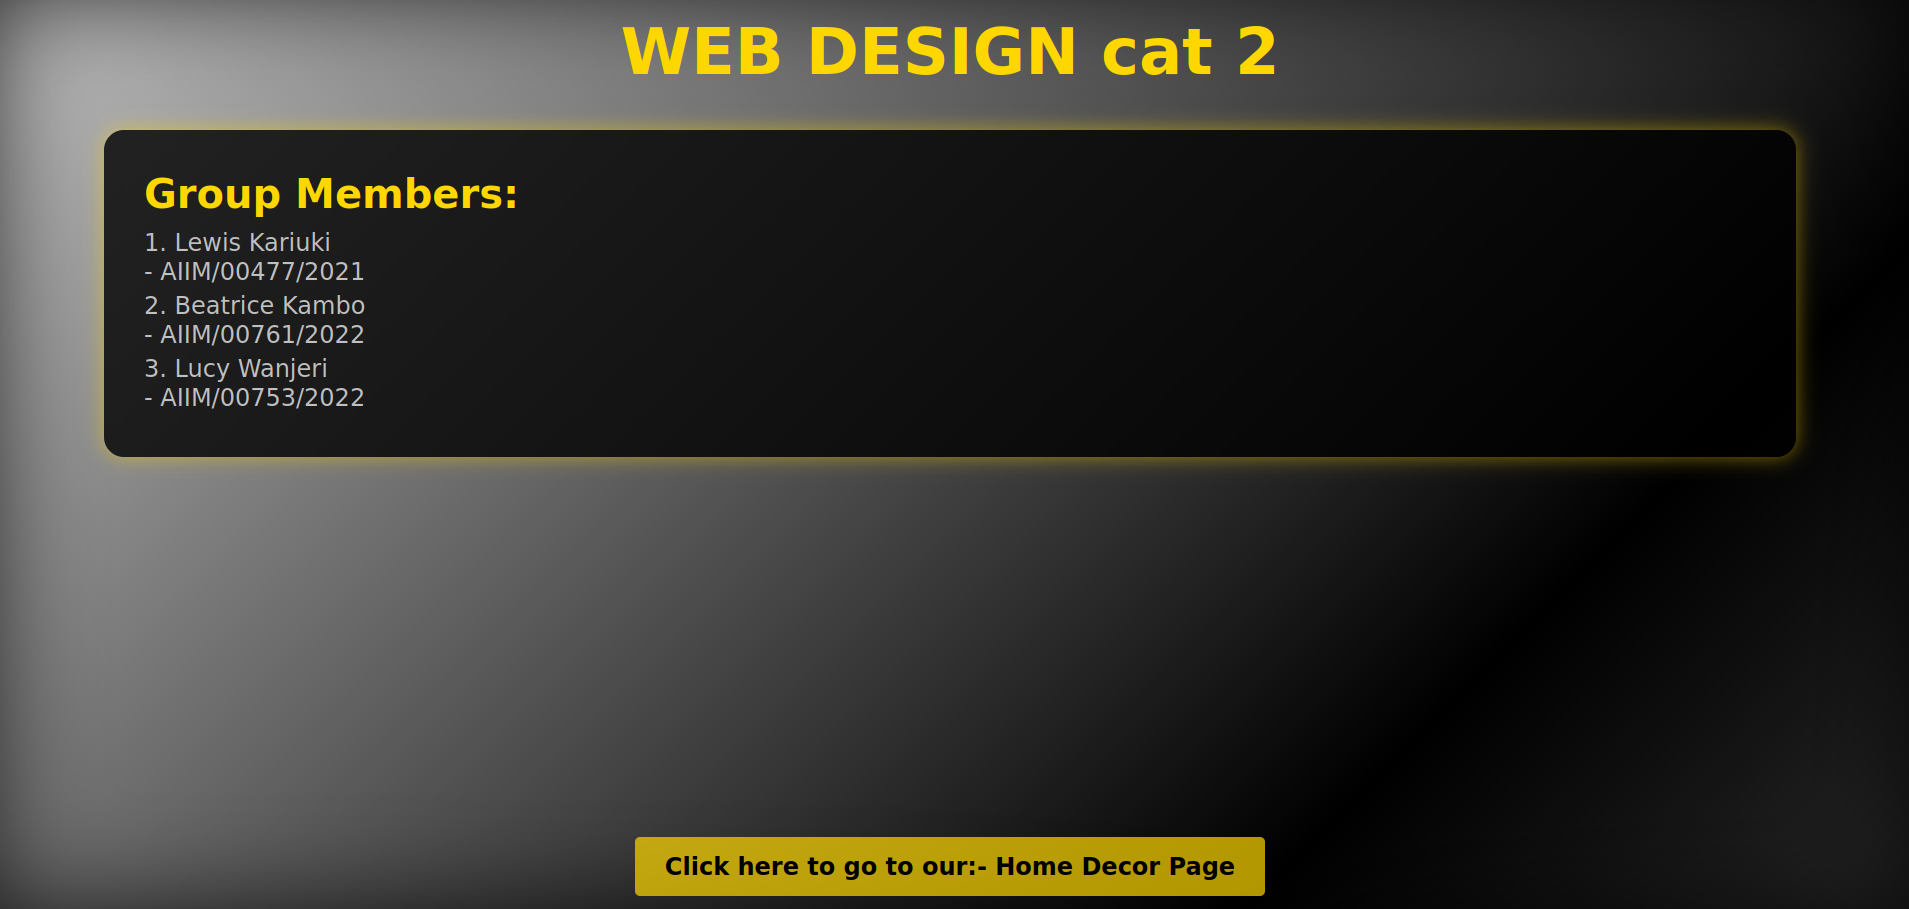 WEB DESIGN cat 2
Group Members:
1. Lewis Kariuki
- AIIM/00477/2021
2. Beatrice Kambo
- AIIM/00761/2022
3. Lucy Wanjeri
- AIIM/00753/2022
Click here to go to our:- Home Decor Page